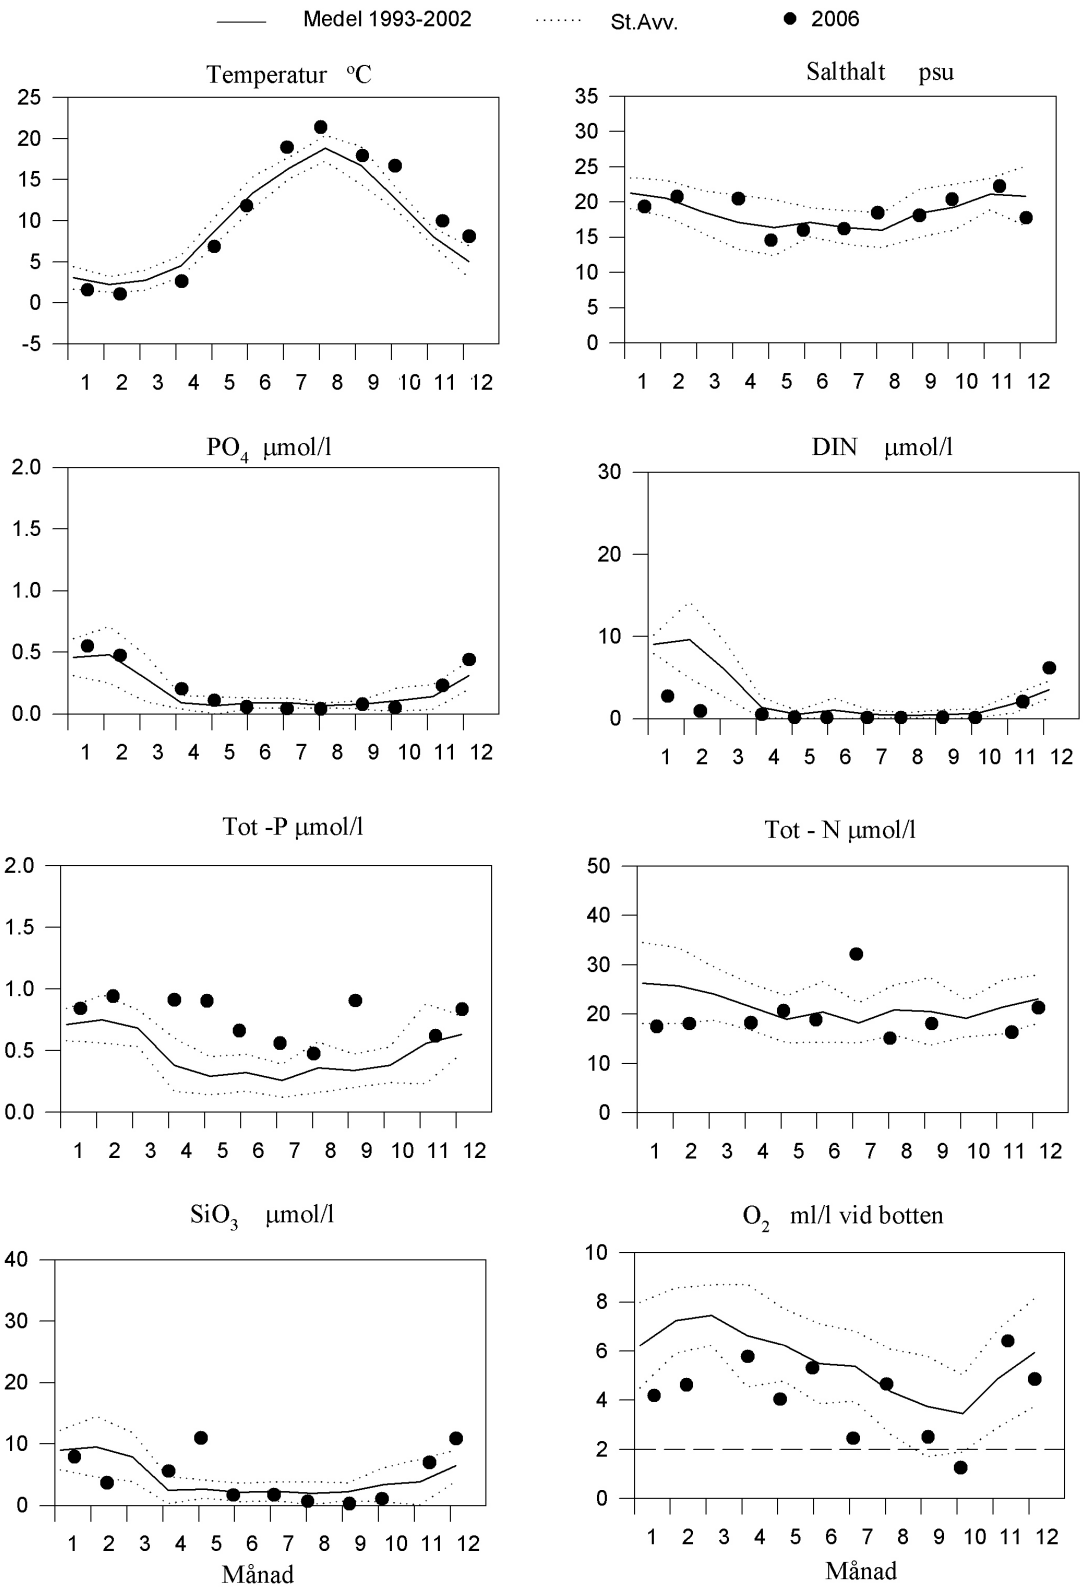 Medel 1993-2002 St.Avv. 2006
Temperatur °C
25
20
15
10
5
0
-5
1 2 3 4 5 6 7 8 9 10 11 12
Salthalt psu
35
30
25
20
15
10
5
0
1 2 3 4 5 6 7 8 9 10 11 12
PO4 µmol/l
2.0
1.5
1.0
0.5
0.0
1 2 3 4 5 6 7 8 9 10 11 12
DIN µmol/l
30
20
10
0
1 2 3 4 5 6 7 8 9 10 11 12
Tot -P µmol/l
2.0
1.5
1.0
0.5
0.0
1 2 3 4 5 6 7 8 9 10 11 12
Tot - N µmol/l
50
40
30
20
10
0
1 2 3 4 5 6 7 8 9 10 11 12
SiO3 µmol/l
40
30
20
10
0
1 2 3 4 5 6 7 8 9 10 11 12
Månad
O2 ml/l vid botten
10
8
6
4
2
0
1 2 3 4 5 6 7 8 9 10 11 12
Månad